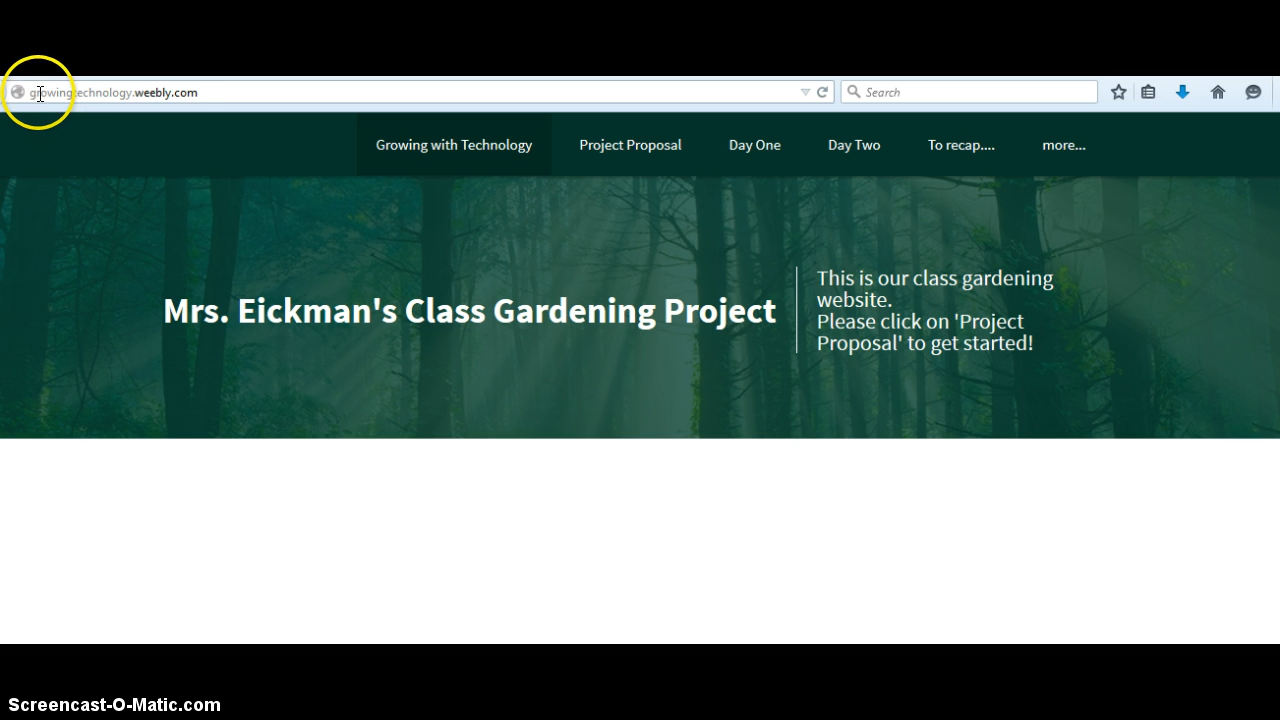 growingtechnology.weebly.com
Search
Growing with Technology
Project Proposal
Day One
Day Two
To recap....
more...
Mrs. Eickman's Class Gardening Project
This is our class gardening
website.
Please click on 'Project
Proposal' to get started!
Screencast-O-Matic.com